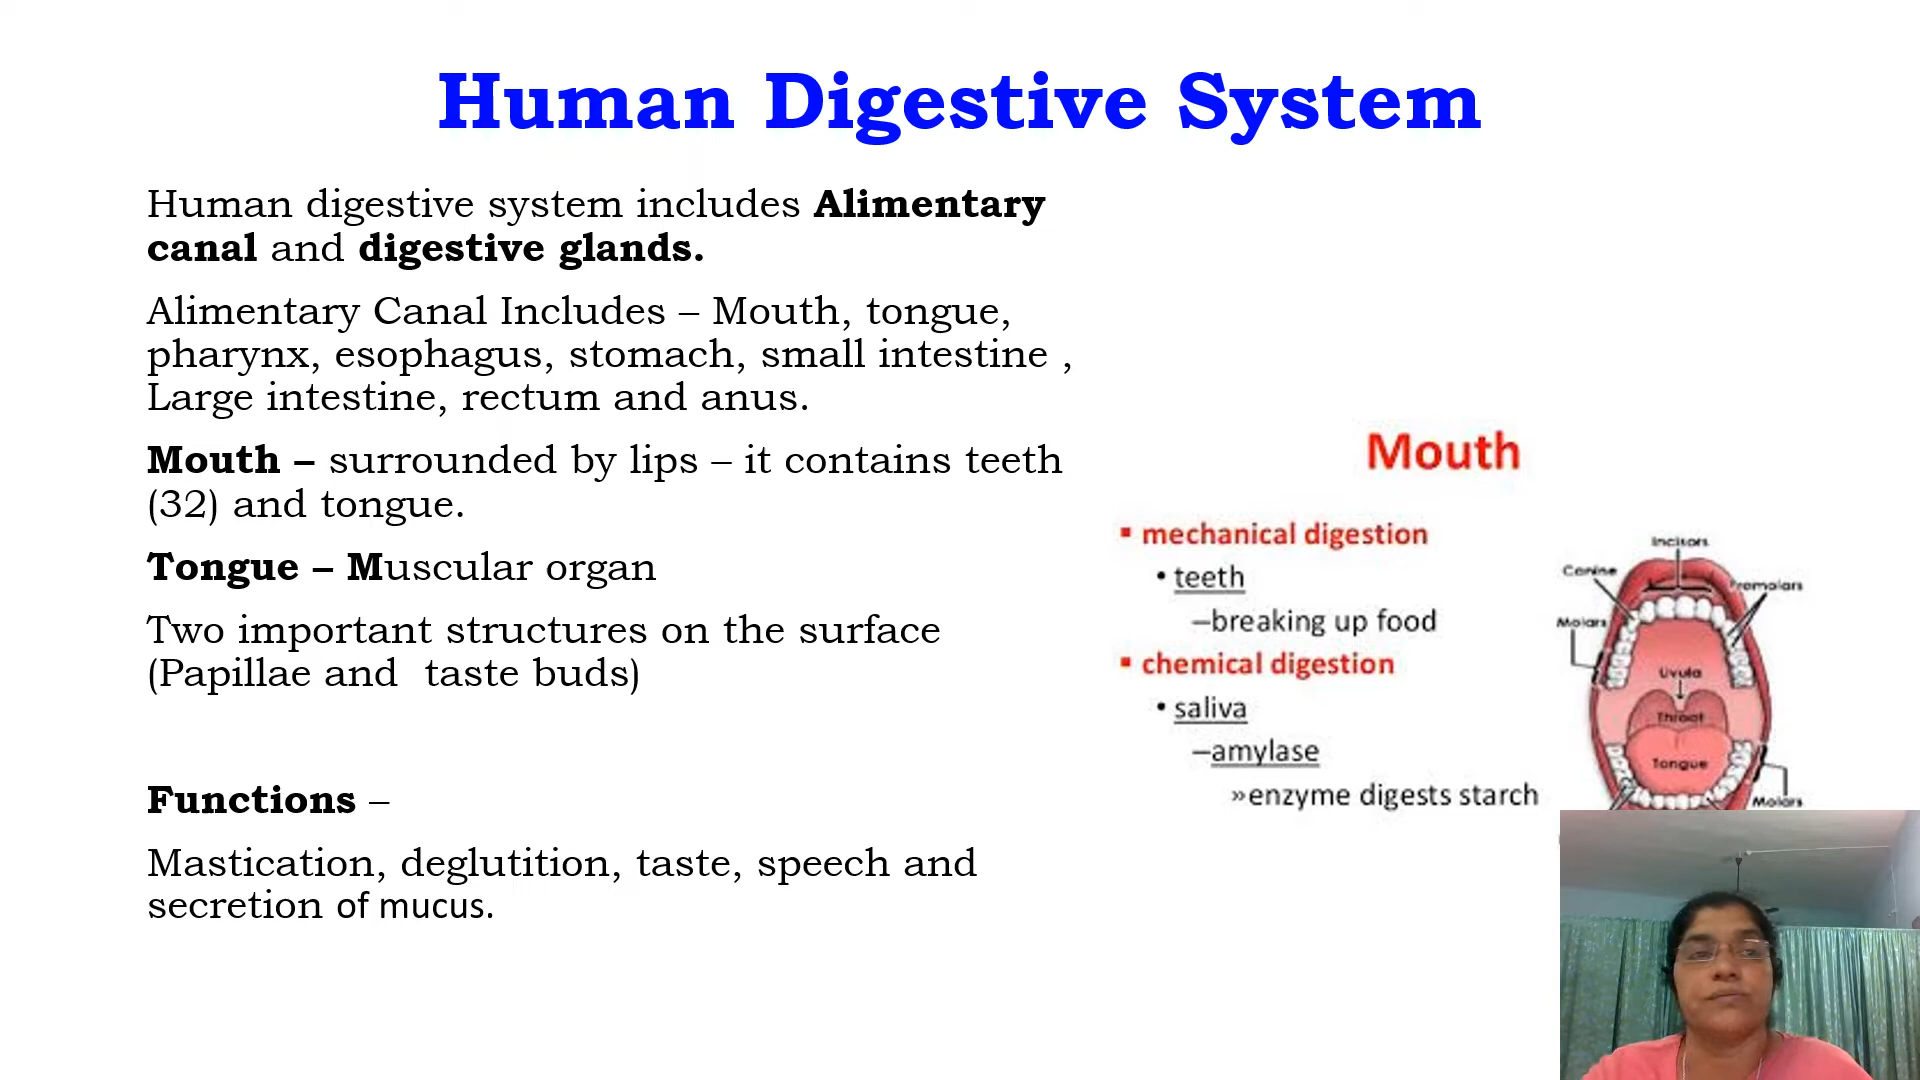 Human Digestive System
Human digestive system includes Alimentary
canal and digestive glands.
Alimentary Canal Includes – Mouth, tongue,
pharynx, esophagus, stomach, small intestine ,
Large intestine, rectum and anus.
Mouth – surrounded by lips – it contains teeth
(32) and tongue.
Tongue – Muscular organ
Two important structures on the surface
(Papillae and  taste buds)
Functions –
Mastication, deglutition, taste, speech and
secretion of mucus.
Mouth
▪ mechanical digestion
• teeth
–breaking up food
▪ chemical digestion
• saliva
–amylase
»enzyme digests starch
Incisors
Canine
Premolars
Molars
Uvula
Throat
Tongue
Molars